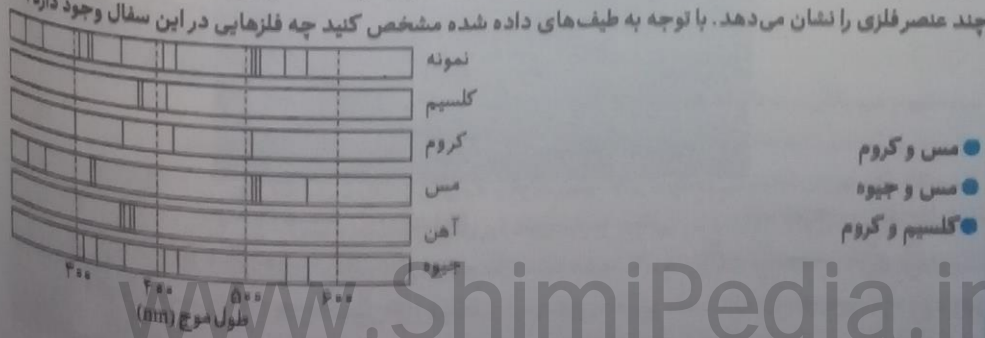 چند عنصر فلزی را نشان می‌دهد. با توجه به طیف‌های داده شده مشخص کنید چه فلزهایی در این سفال وجود دارد
نمونه
کلسیم
کروم
مس
آهن
جیوه
۳۰۰ ۴۰۰ ۵۰۰ ۶۰۰
طول موج (nm)
مس و کروم
مس و جیوه
کلسیم و کروم
www.ShimiPedia.ir